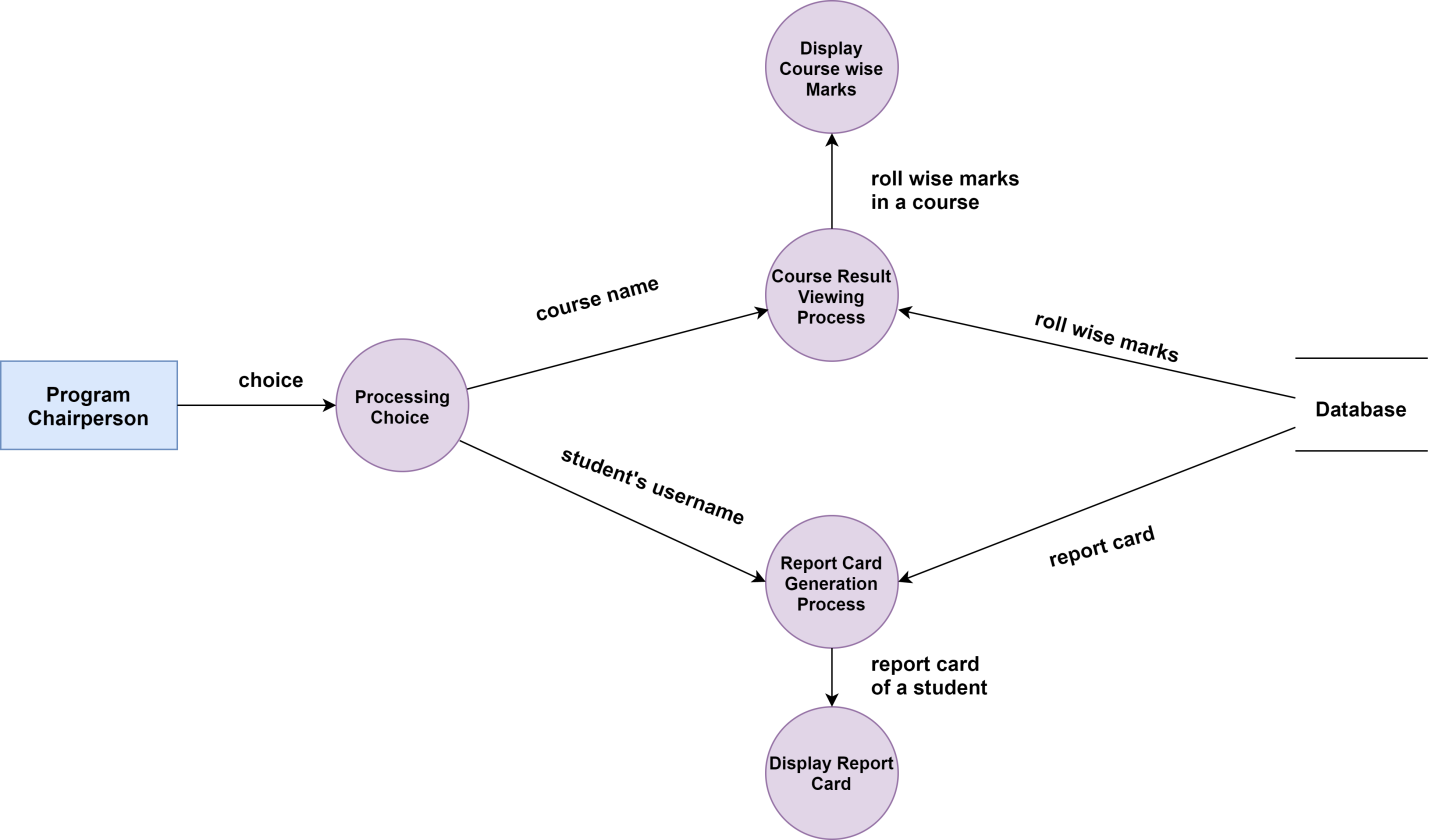 Display
Course wise
Marks
roll wise marks
in a course
Course Result
Viewing
Process
course name
roll wise marks
Program
Chairperson
choice
Processing
Choice
Database
student's username
report card
Report Card
Generation
Process
report card
of a student
Display Report
Card